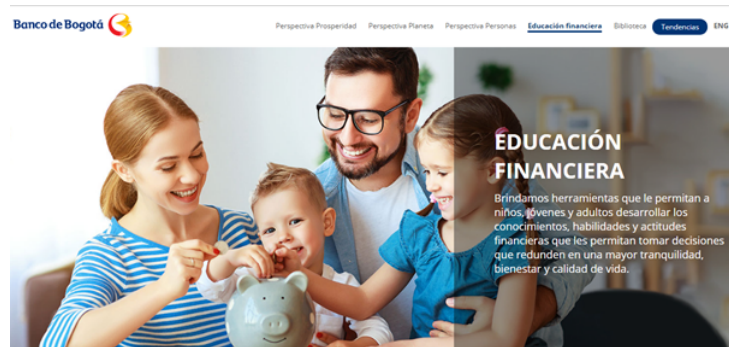 Banco de Bogotá
Perspectiva Prosperidad Perspectiva Planeta Perspectiva Personas Educación financiera Biblioteca Tendencias ENG
EDUCACIÓN
FINANCIERA
Brindamos herramientas que le permitan a
niños, jóvenes y adultos desarrollar los
conocimientos, habilidades y actitudes
financieras que les permitan tomar decisiones
que redunden en una mayor tranquilidad,
bienestar y calidad de vida.